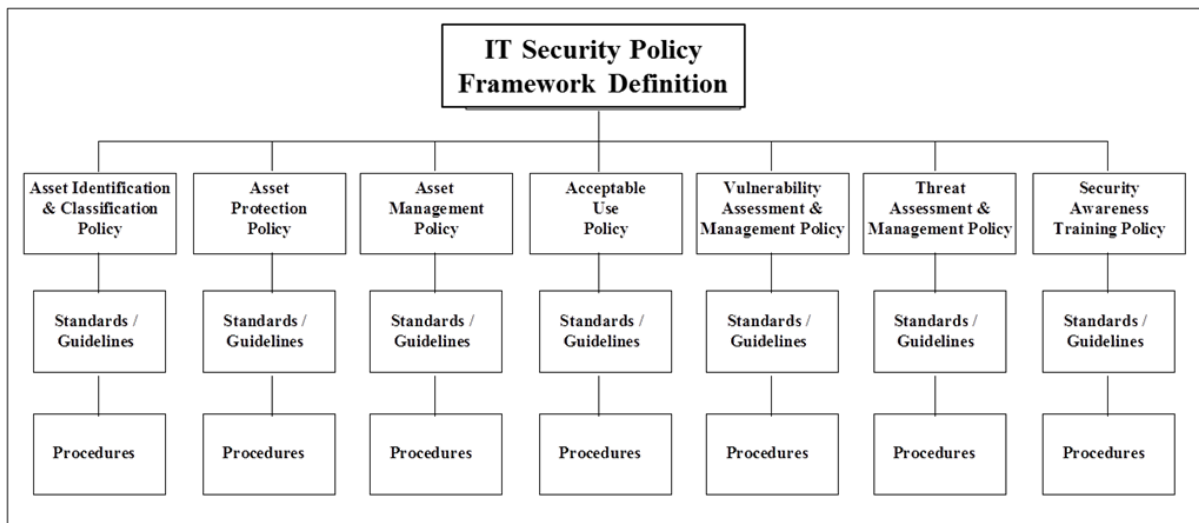 IT Security Policy
Framework Definition
Asset Identification
& Classification
Policy
Asset
Protection
Policy
Asset
Management
Policy
Acceptable
Use
Policy
Vulnerability
Assessment &
Management Policy
Threat
Assessment &
Management Policy
Security
Awareness
Training Policy
Standards /
Guidelines
Standards /
Guidelines
Standards /
Guidelines
Standards /
Guidelines
Standards /
Guidelines
Standards /
Guidelines
Standards /
Guidelines
Procedures
Procedures
Procedures
Procedures
Procedures
Procedures
Procedures